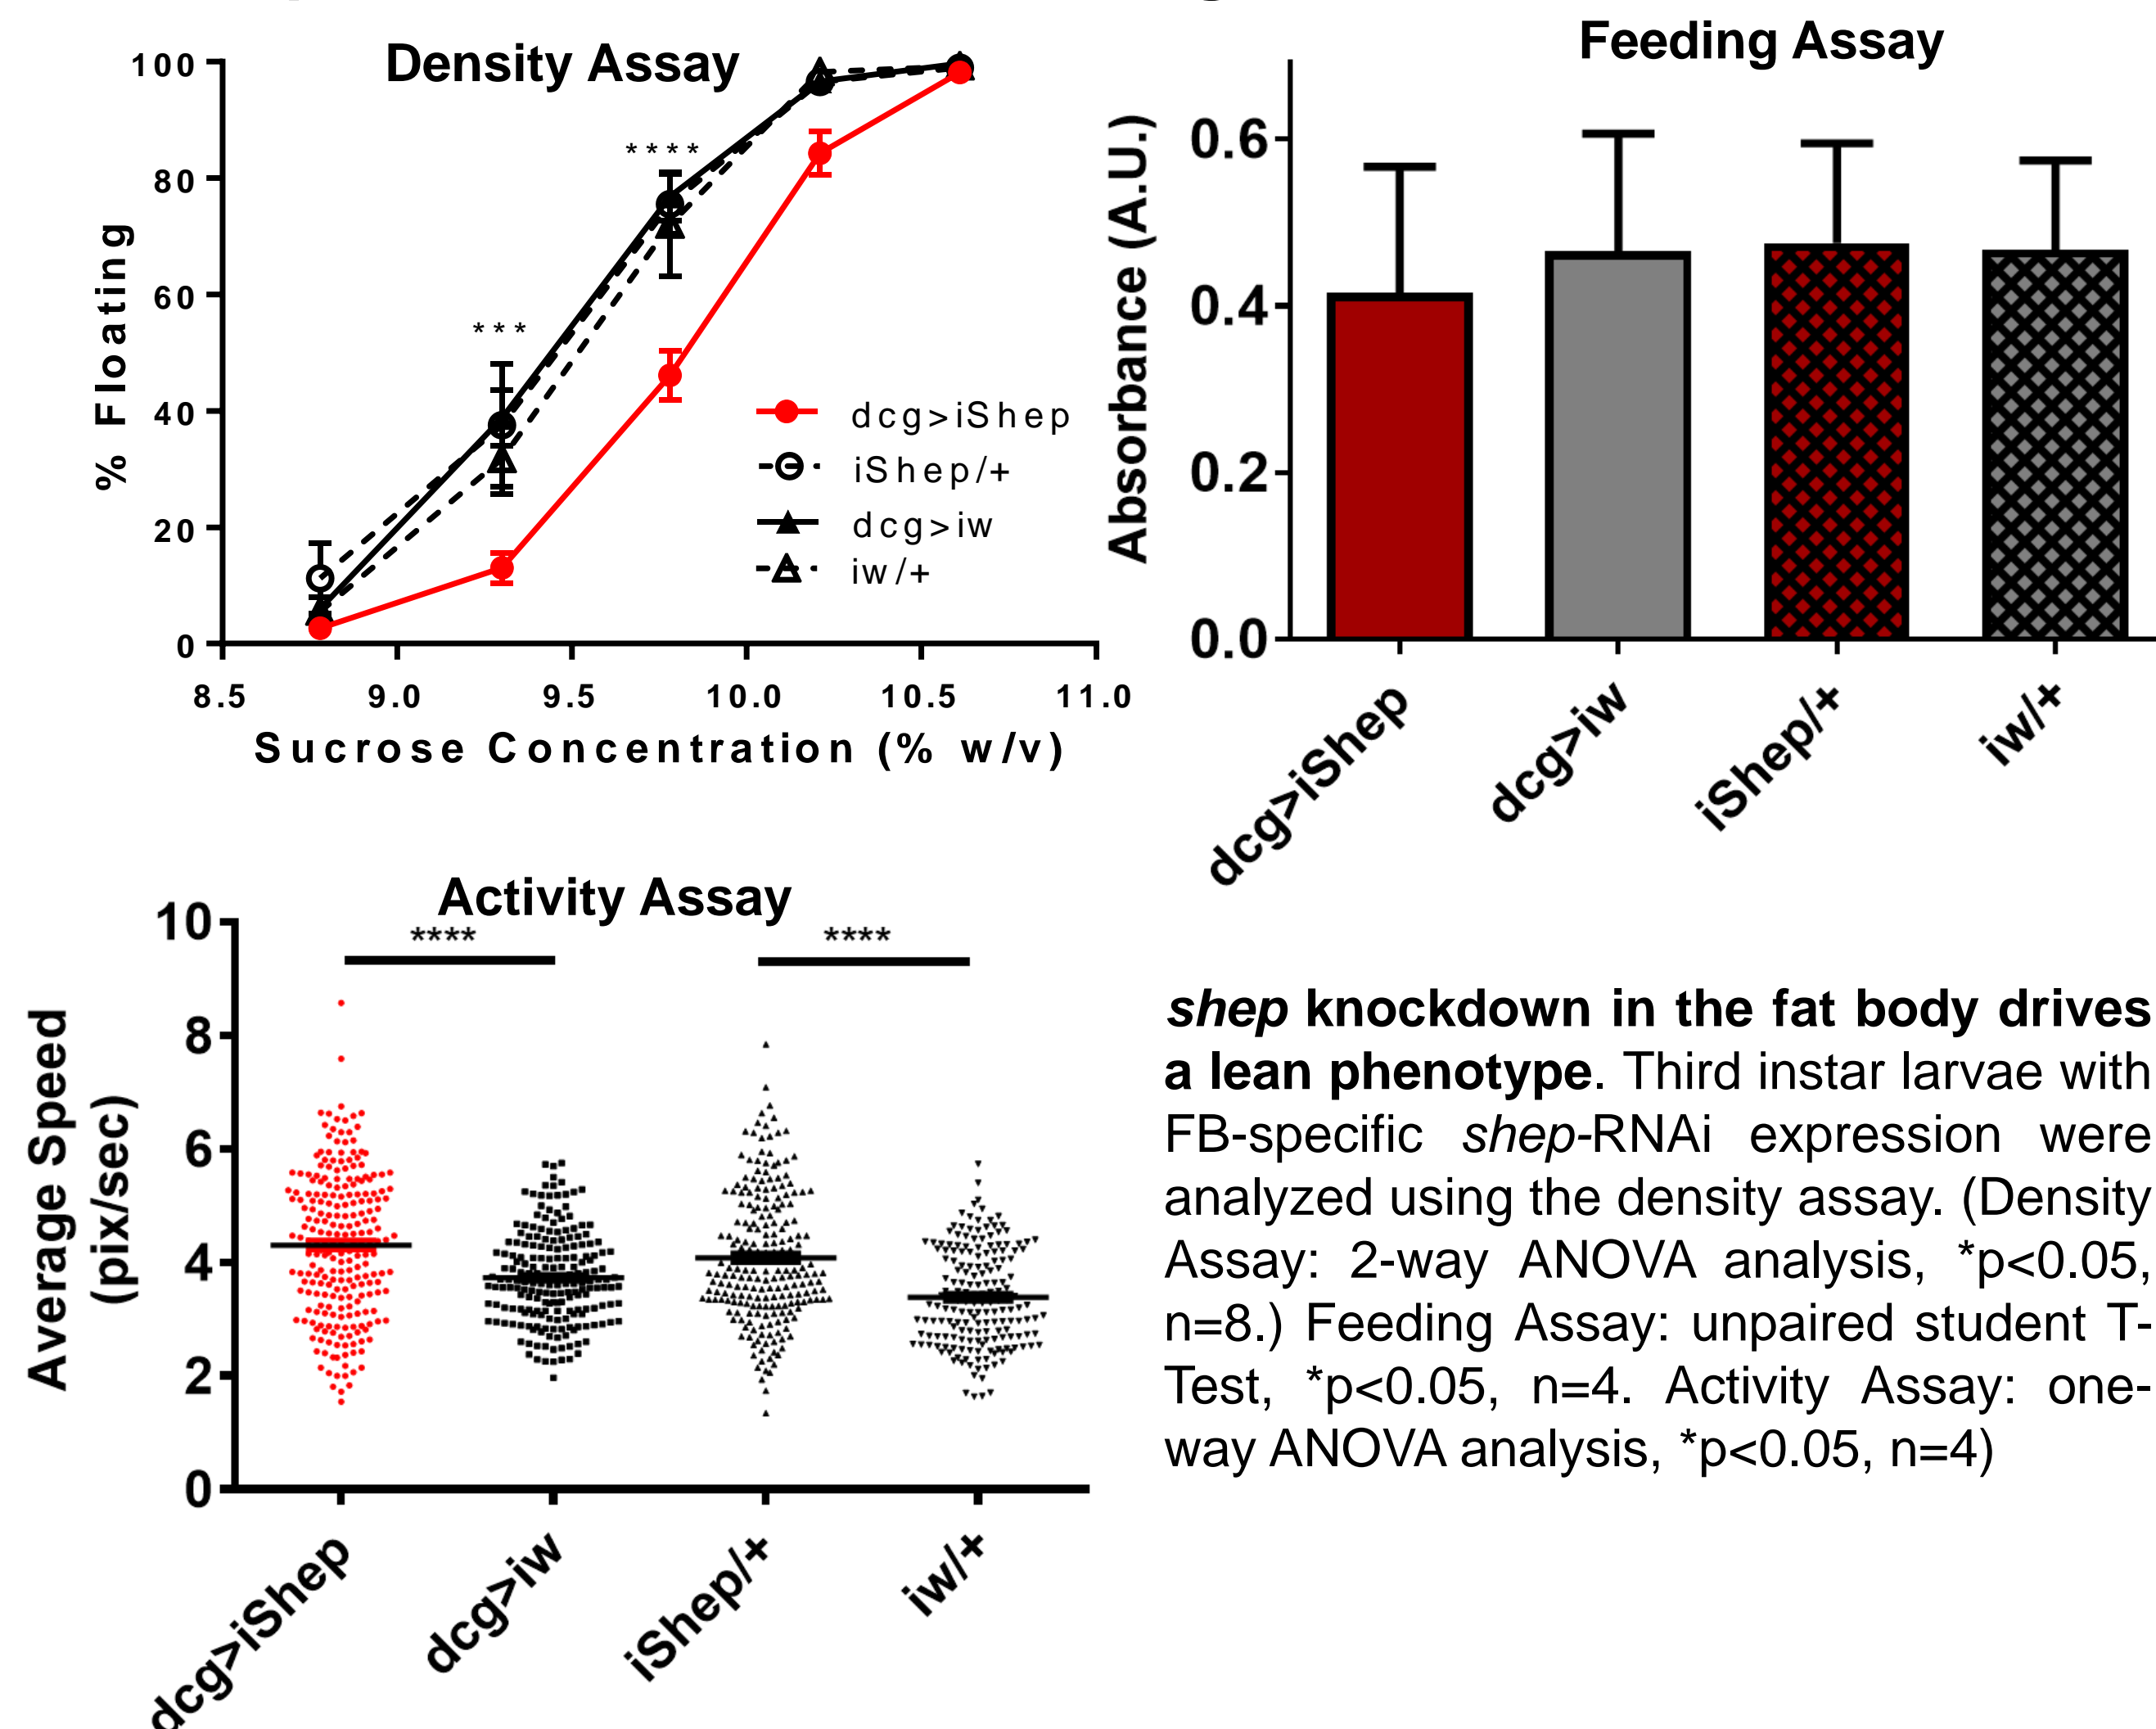 Density Assay
100
80
60
40
20
0
% Floating
***
****
dcg>iShep
iShep/+
dcg>iw
iw/+
8.5 9.0 9.5 10.0 10.5 11.0
Sucrose Concentration (% w/v)
Feeding Assay
Absorbance (A.U.)
0.6
0.4
0.2
0.0
dcg>iShep dcg>iw iShep/+ iw/+
Activity Assay
**** ****
Average Speed
(pix/sec)
10
8
6
4
2
0
dcg>iShep dcg>iw iShep/+ iw/+
shep knockdown in the fat body drives
a lean phenotype. Third instar larvae with
FB-specific shep-RNAi expression were
analyzed using the density assay. (Density
Assay: 2-way ANOVA analysis, *p<0.05,
n=8.) Feeding Assay: unpaired student T-
Test, *p<0.05, n=4. Activity Assay: one-
way ANOVA analysis, *p<0.05, n=4)